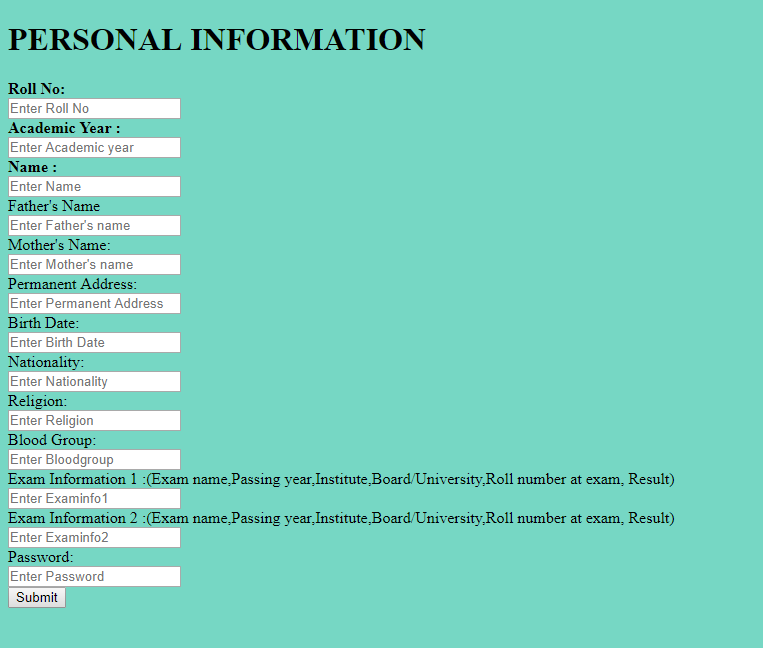 PERSONAL INFORMATION
Roll No:
Enter Roll No
Academic Year :
Enter Academic year
Name :
Enter Name
Father's Name
Enter Father's name
Mother's Name:
Enter Mother's name
Permanent Address:
Enter Permanent Address
Birth Date:
Enter Birth Date
Nationality:
Enter Nationality
Religion:
Enter Religion
Blood Group:
Enter Bloodgroup
Exam Information 1 :(Exam name,Passing year,Institute,Board/University,Roll number at exam, Result)
Enter Examinfo1
Exam Information 2 :(Exam name,Passing year,Institute,Board/University,Roll number at exam, Result)
Enter Examinfo2
Password:
Enter Password
Submit